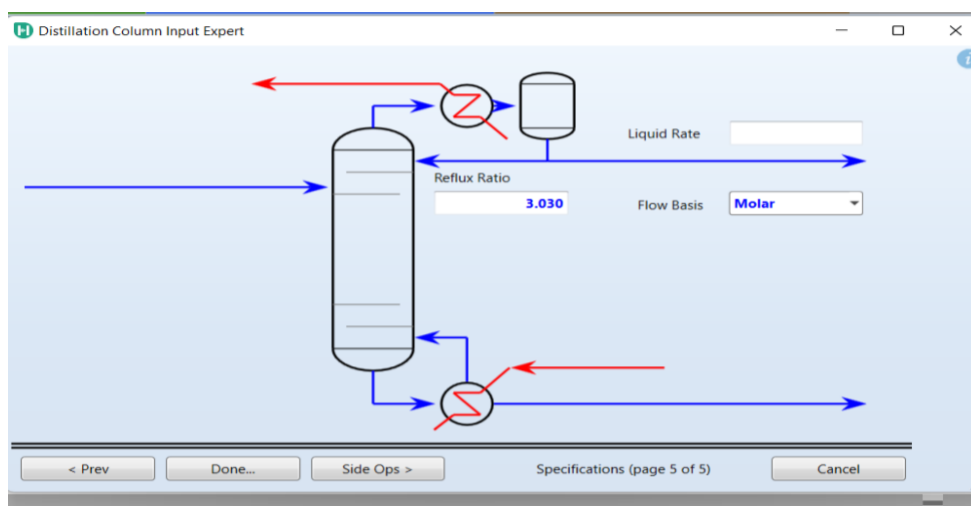 Distillation Column Input Expert
Liquid Rate
Reflux Ratio
3.030
Flow Basis
Molar
< Prev
Done...
Side Ops >
Specifications (page 5 of 5)
Cancel